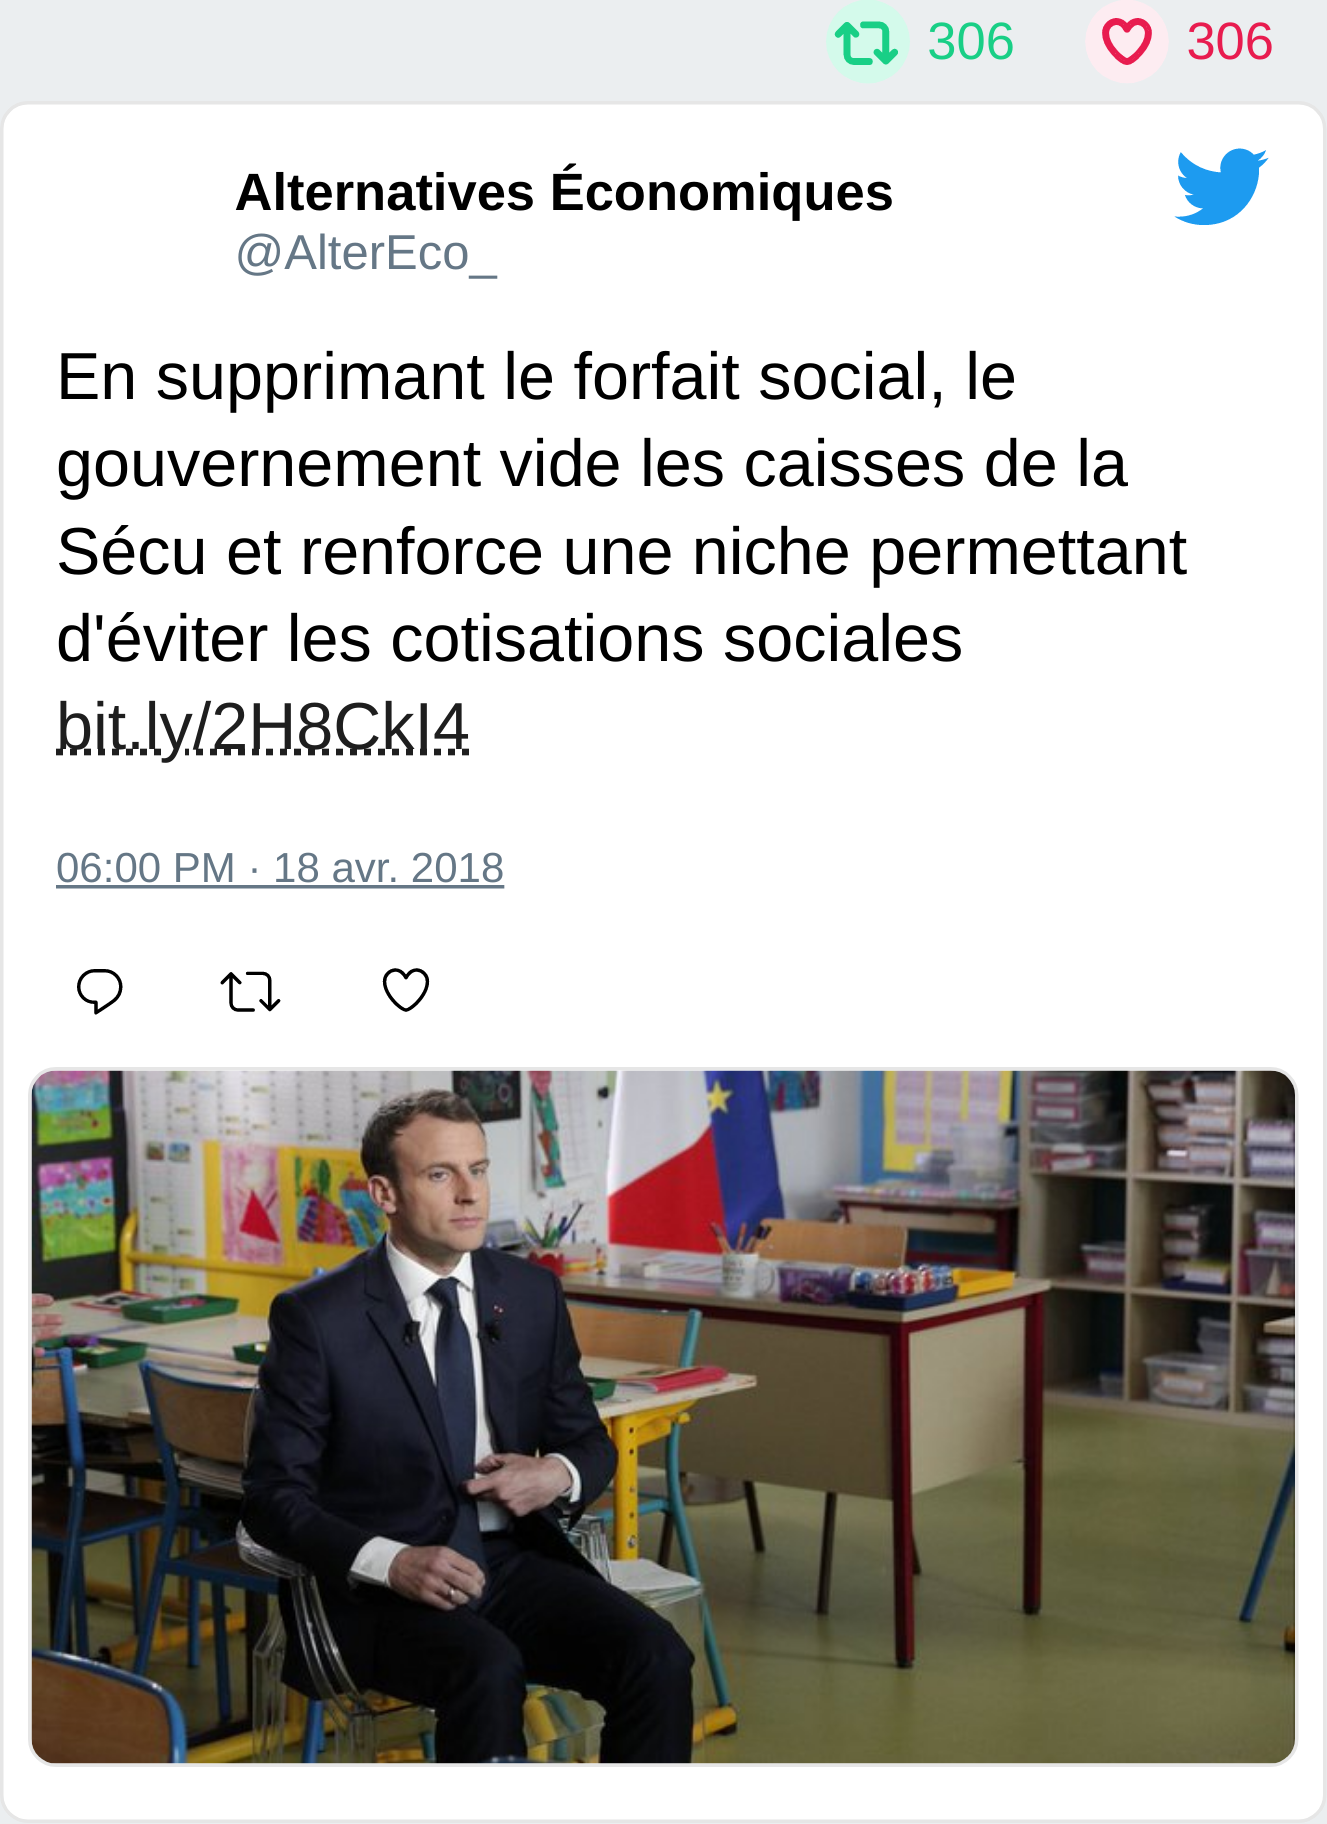 306 306
Alternatives Économiques
@AlterEco_
En supprimant le forfait social, le
gouvernement vide les caisses de la
Sécu et renforce une niche permettant
d'éviter les cotisations sociales
bit.ly/2H8CkI4
06:00 PM · 18 avr. 2018